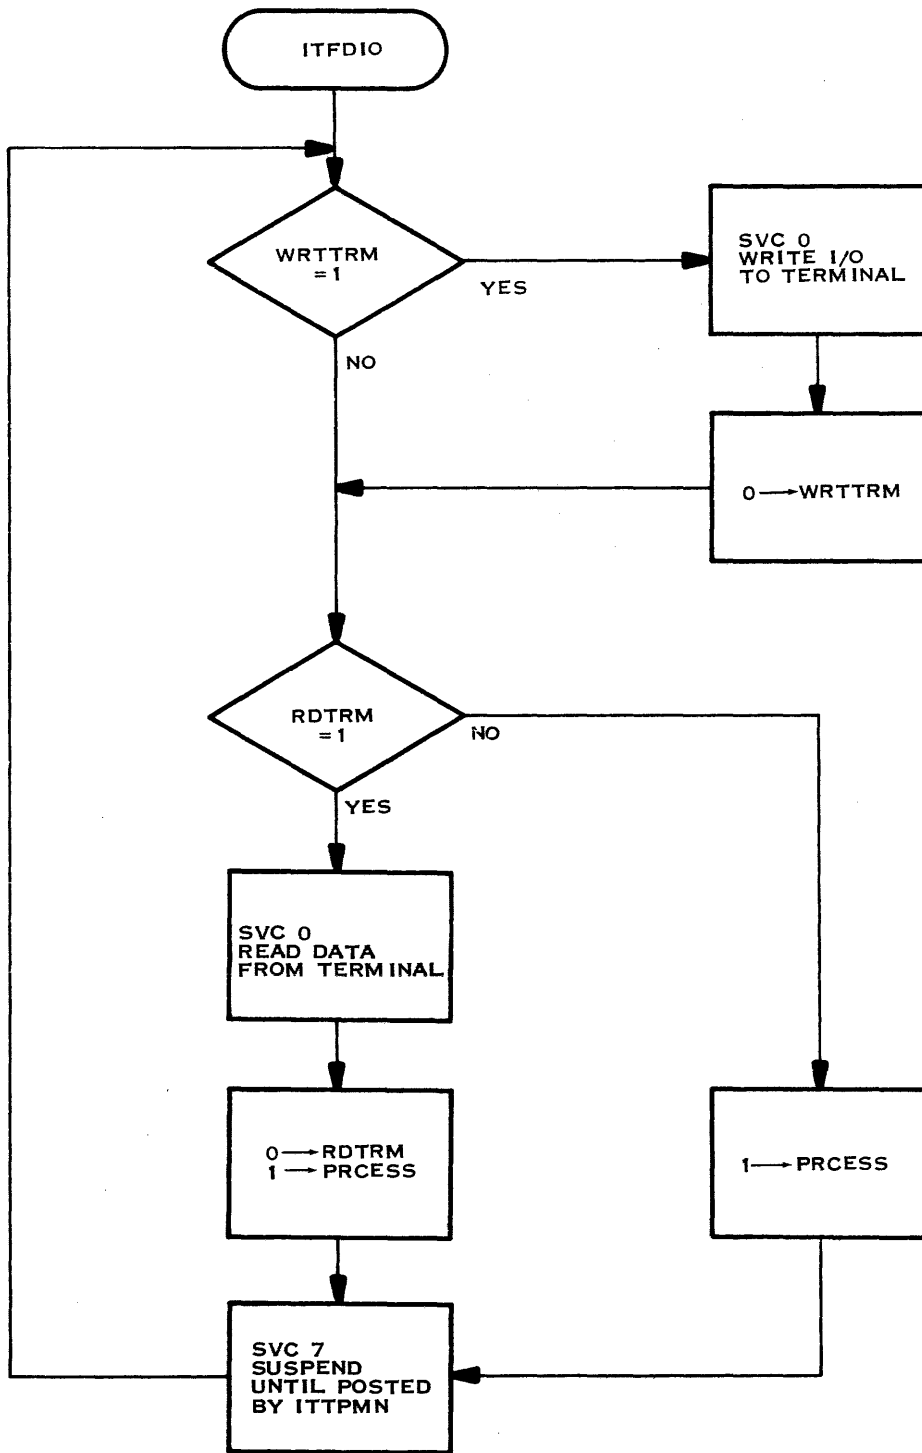 ITFDIO
WRTTRM
=1
YES
NO
SVC 0
WRITE I/O
TO TERMINAL
0→WRTTRM
RDTRM
=1
NO
YES
SVC 0
READ DATA
FROM TERMINAL
0→RDTRM
1→PRCESS
1→PRCESS
SVC 7
SUSPEND
UNTIL POSTED
BY ITTPMN